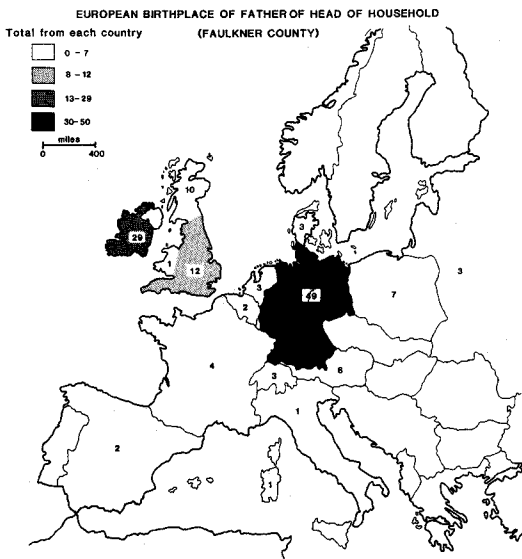 EUROPEAN BIRTHPLACE OF FATHER OF HEAD OF HOUSEHOLD
Total from each country (FAULKNER COUNTY)
0 - 7
8 - 12
13 - 29
30 - 50
miles
0 400
10
29
1
12
3
3
2
49
7
3
4
3
6
1
2
1